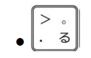 > 。
. る